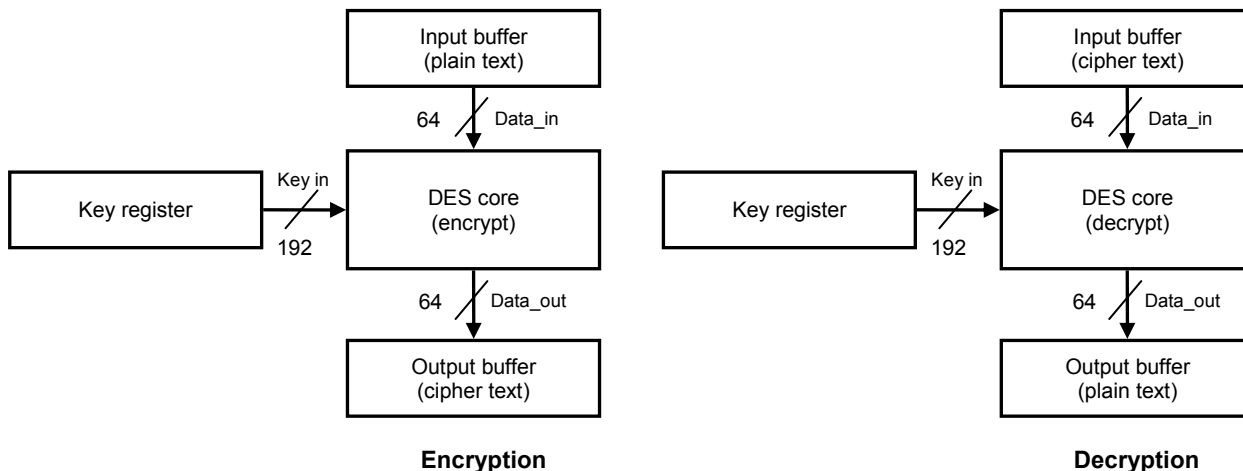 Input buffer
(plain text)
64
Data_in
Key register
Key in
192
DES core
(encrypt)
64
Data_out
Output buffer
(cipher text)
Encryption
Input buffer
(cipher text)
64
Data_in
Key register
Key in
192
DES core
(decrypt)
64
Data_out
Output buffer
(plain text)
Decryption